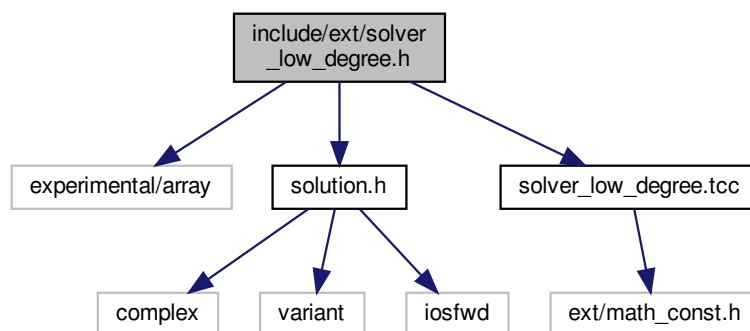 include/ext/solver
_low_degree.h
experimental/array
solution.h
solver_low_degree.tcc
complex
variant
iosfwd
ext/math_const.h